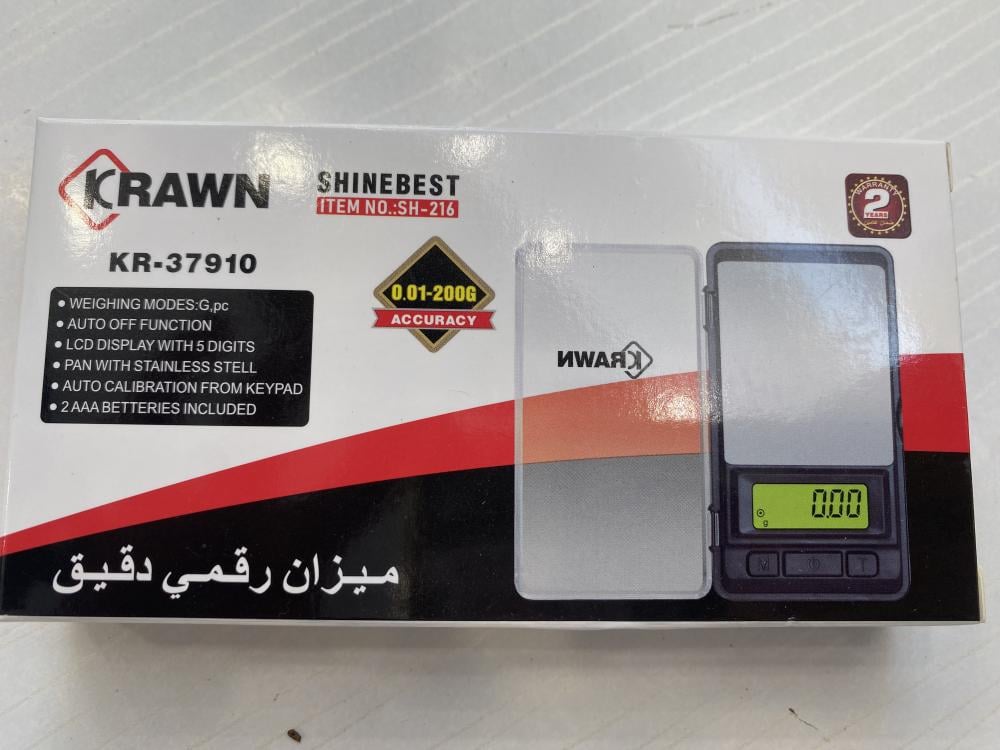 KRAWN
SHINEBEST
ITEM NO.:SH-216
WARRANTY
2
YEARS
KR-37910
0.01-200G
ACCURACY
• WEIGHING MODES:G,pc
• AUTO OFF FUNCTION
• LCD DISPLAY WITH 5 DIGITS
• PAN WITH STAINLESS STELL
• AUTO CALIBRATION FROM KEYPAD
• 2 AAA BETTERIES INCLUDED
KRAWN
0.00
g
M
T
ميزان رقمي دقيق